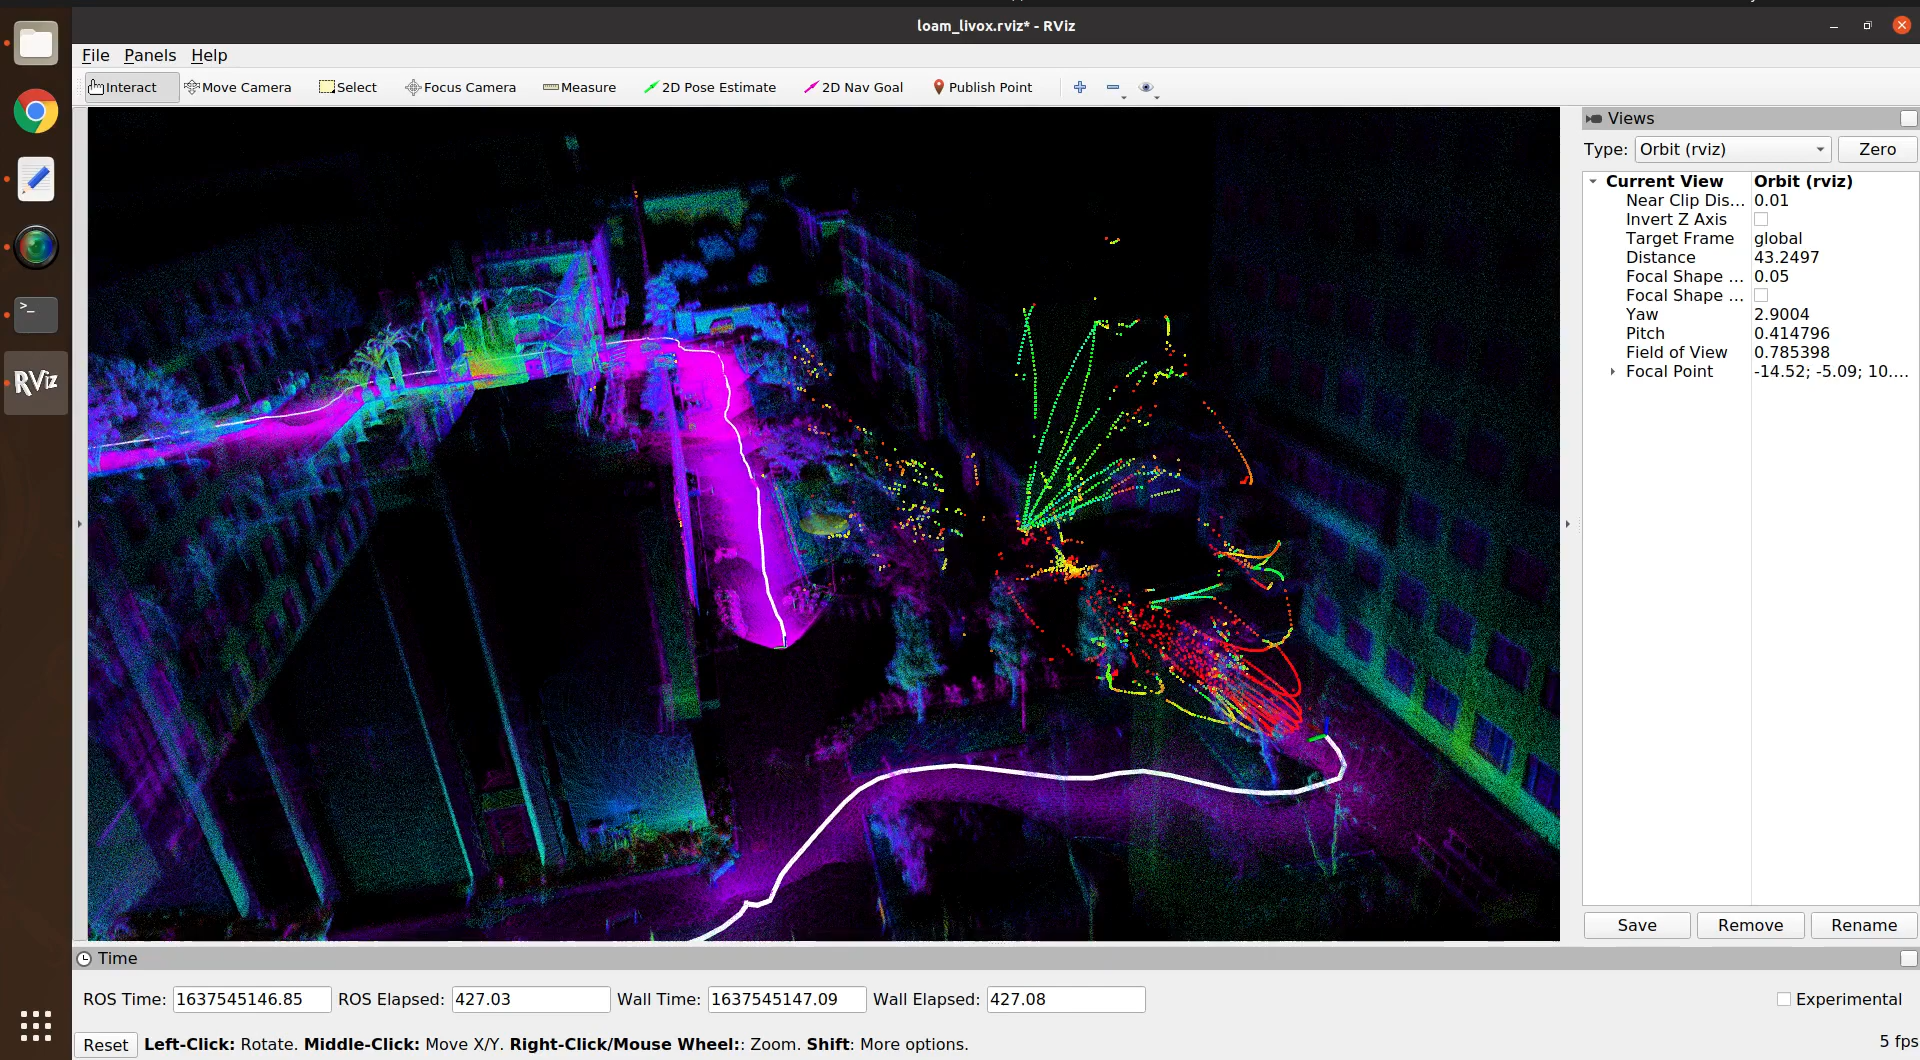 loam_livox.rviz* - RViz
File Panels Help
Interact Move Camera Select Focus Camera Measure 2D Pose Estimate 2D Nav Goal Publish Point
Views
Type: Orbit (rviz) Zero
Current View Orbit (rviz)
Near Clip Dis... 0.01
Invert Z Axis
Target Frame global
Distance 43.2497
Focal Shape ... 0.05
Focal Shape ...
Yaw 2.9004
Pitch 0.414796
Field of View 0.785398
Focal Point -14.52; -5.09; 10....
>_
RViz
Save Remove Rename
Time
ROS Time: 1637545146.85 ROS Elapsed: 427.03 Wall Time: 1637545147.09 Wall Elapsed: 427.08 Experimental
Reset Left-Click: Rotate. Middle-Click: Move X/Y. Right-Click/Mouse Wheel:: Zoom. Shift: More options. 5 fps